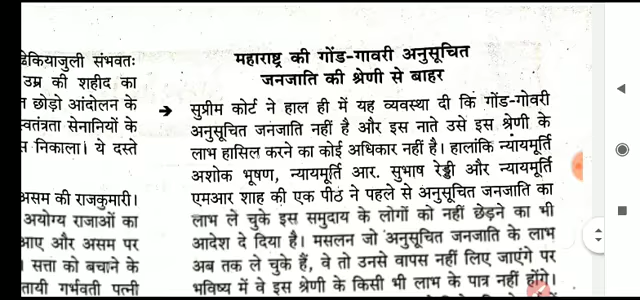 ढेकियाजुली संभवतः
उम्र की शहीद का
त छोड़ो आंदोलन के
स्वतंत्रता सेनानियों के
स निकाला। ये दस्ते
असम की राजकुमारी।
अयोग्य राजाओं का
आए और असम पर
सत्ता को बचाने के
तायी गर्भवती पत्नी
महाराष्ट्र की गोंड-गावरी अनुसूचित
जनजाति की श्रेणी से बाहर
➔ सुप्रीम कोर्ट ने हाल ही में यह व्यवस्था दी कि गोंड-गोवरी
अनुसूचित जनजाति नहीं है और इस नाते उसे इस श्रेणी के
लाभ हासिल करने का कोई अधिकार नहीं है। हालांकि न्यायमूर्ति
अशोक भूषण, न्यायमूर्ति आर. सुभाष रेड्डी और न्यायमूर्ति
एमआर शाह की एक पीठ ने पहले से अनुसूचित जनजाति का
लाभ ले चुके इस समुदाय के लोगों को नहीं छेड़ने का भी
आदेश दे दिया है। मसलन जो अनुसूचित जनजाति के लाभ
अब तक ले चुके हैं, वे तो उनसे वापस नहीं लिए जाएंगे पर
भविष्य में वे इस श्रेणी के किसी भी लाभ के पात्र नहीं होंगे।